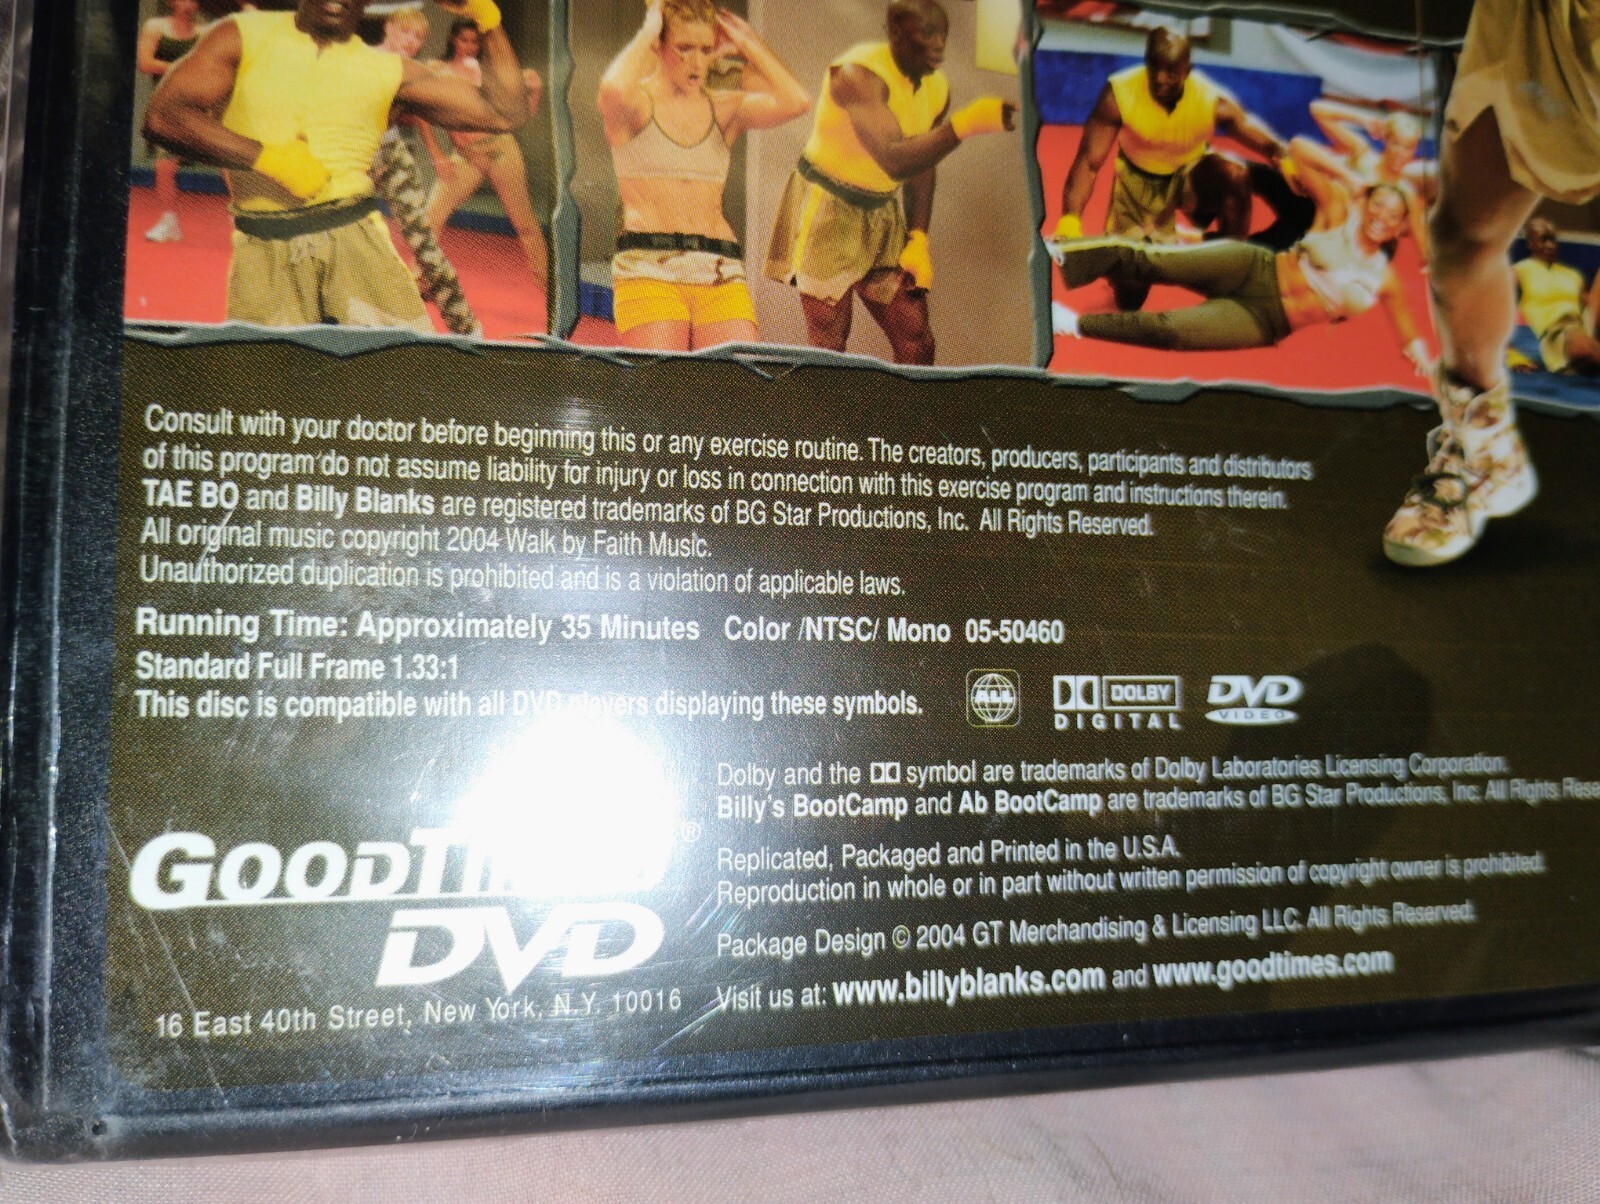 Consult with your doctor before beginning this or any exercise routine. The creators, producers, participants and distributors
of this program do not assume liability for injury or loss in connection with this exercise program and instructions therein.
TAE BO and Billy Blanks are registered trademarks of BG Star Productions, Inc. All Rights Reserved.
All original music copyright 2004 Walk by Faith Music.
Unauthorized duplication is prohibited and is a violation of applicable laws.
Running Time: Approximately 35 Minutes Color /NTSC/ Mono 05-50460
Standard Full Frame 1.33:1
This disc is compatible with all DVD players displaying these symbols.
ALL
DOLBY
DIGITAL
DVD
VIDEO
Dolby and the symbol are trademarks of Dolby Laboratories Licensing Corporation.
Billy's BootCamp and Ab BootCamp are trademarks of BG Star Productions, Inc. All Rights Rese
Replicated, Packaged and Printed in the U.S.A.
Reproduction in whole or in part without written permission of copyright owner is prohibited.
Package Design © 2004 GT Merchandising & Licensing LLC. All Rights Reserved.
Visit us at: www.billyblanks.com and www.goodtimes.com
GOODTI ®
DVD
16 East 40th Street, New York, N.Y. 10016